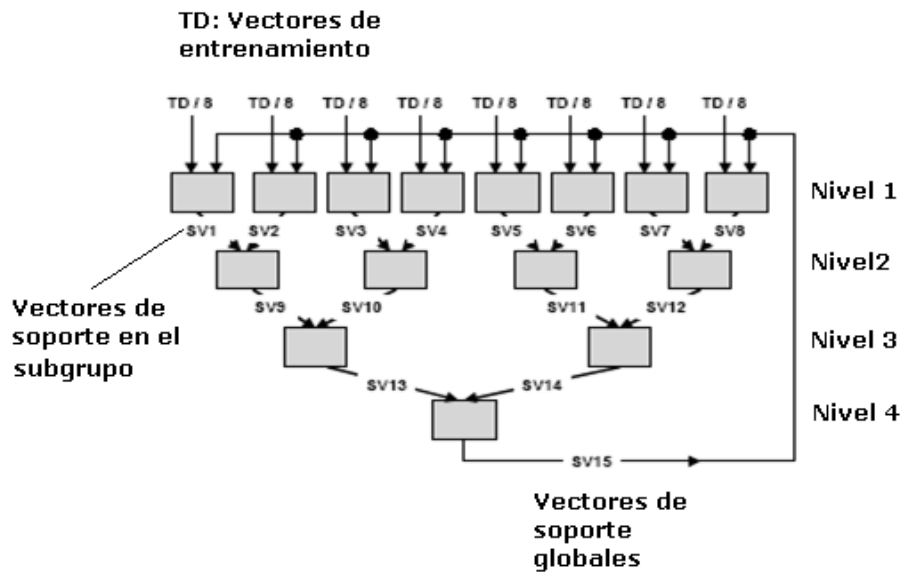 TD: Vectores de
entrenamiento
TD / 8 TD / 8 TD / 8 TD / 8 TD / 8 TD / 8 TD / 8 TD / 8
Nivel 1
SV1 SV2 SV3 SV4 SV5 SV6 SV7 SV8
Nivel2
Vectores de
soporte en el
subgrupo
SV9 SV10 SV11 SV12
Nivel 3
SV13 SV14
Nivel 4
SV15
Vectores de
soporte
globales